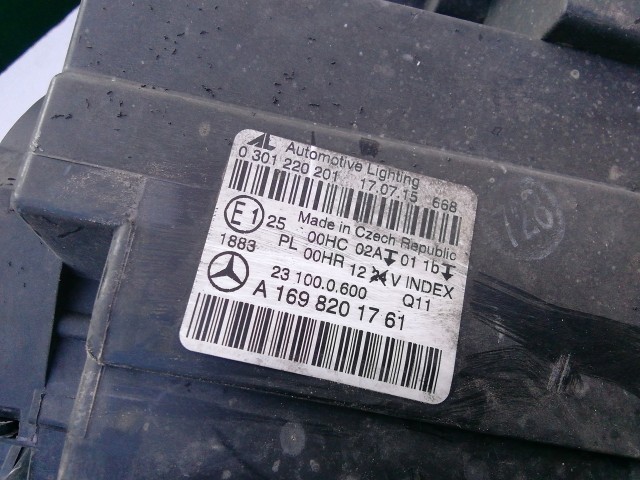 AL Automotive Lighting
0 301 220 201 17.07.15 668
E1 25 Made in Czech Republic
1883 PL 00HC 02A 01 1b
00HR 12 V INDEX
23 100.0.600 Q11
A 169 820 17 61